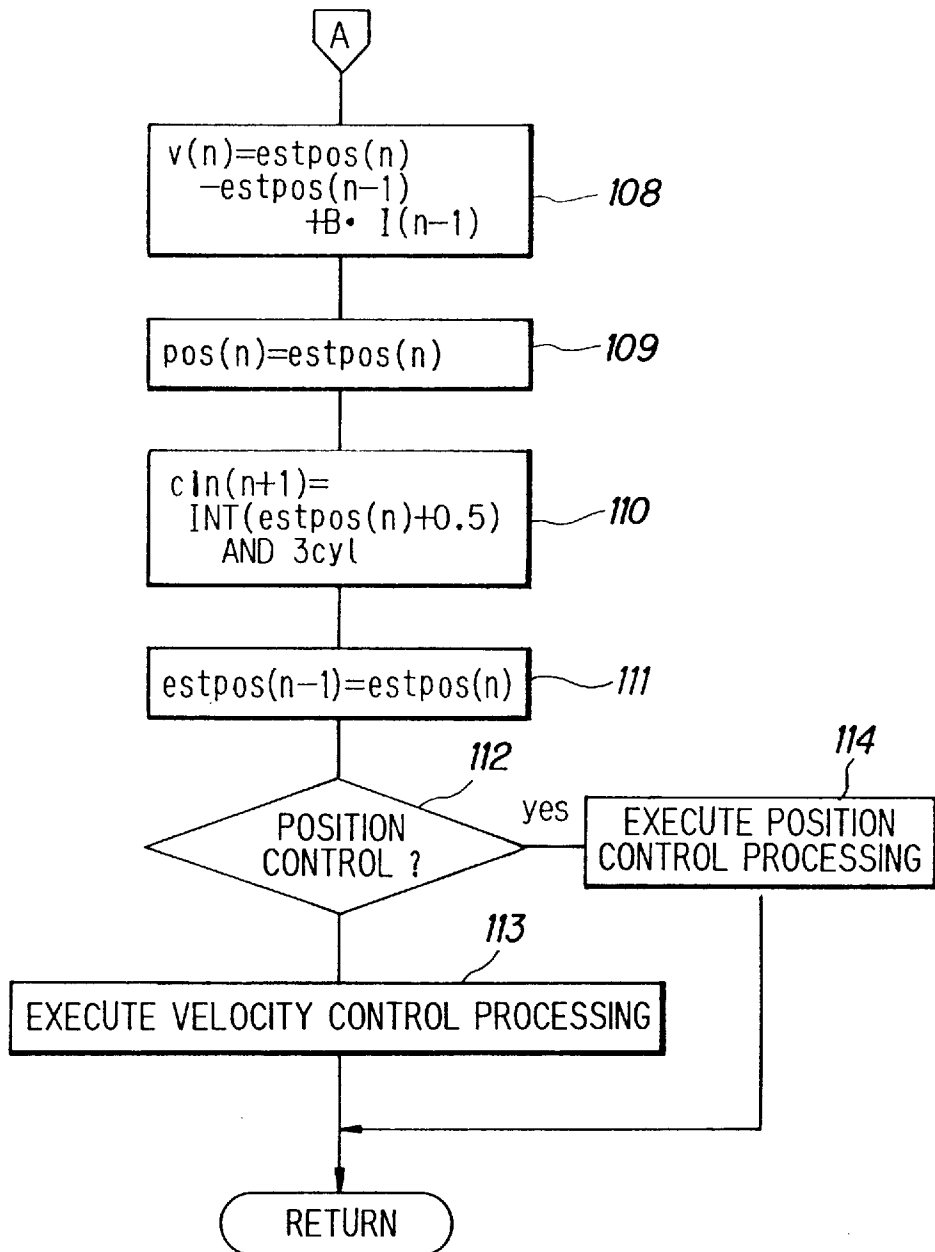 A
v(n)=estpos(n)
-estpos(n-1)
+B· I(n-1)
108
pos(n)=estpos(n)
109
cln(n+1)=
INT(estpos(n)+0.5)
AND 3cyl
110
estpos(n-1)=estpos(n)
111
112
POSITION
CONTROL ?
yes
114
EXECUTE POSITION
CONTROL PROCESSING
113
EXECUTE VELOCITY CONTROL PROCESSING
RETURN